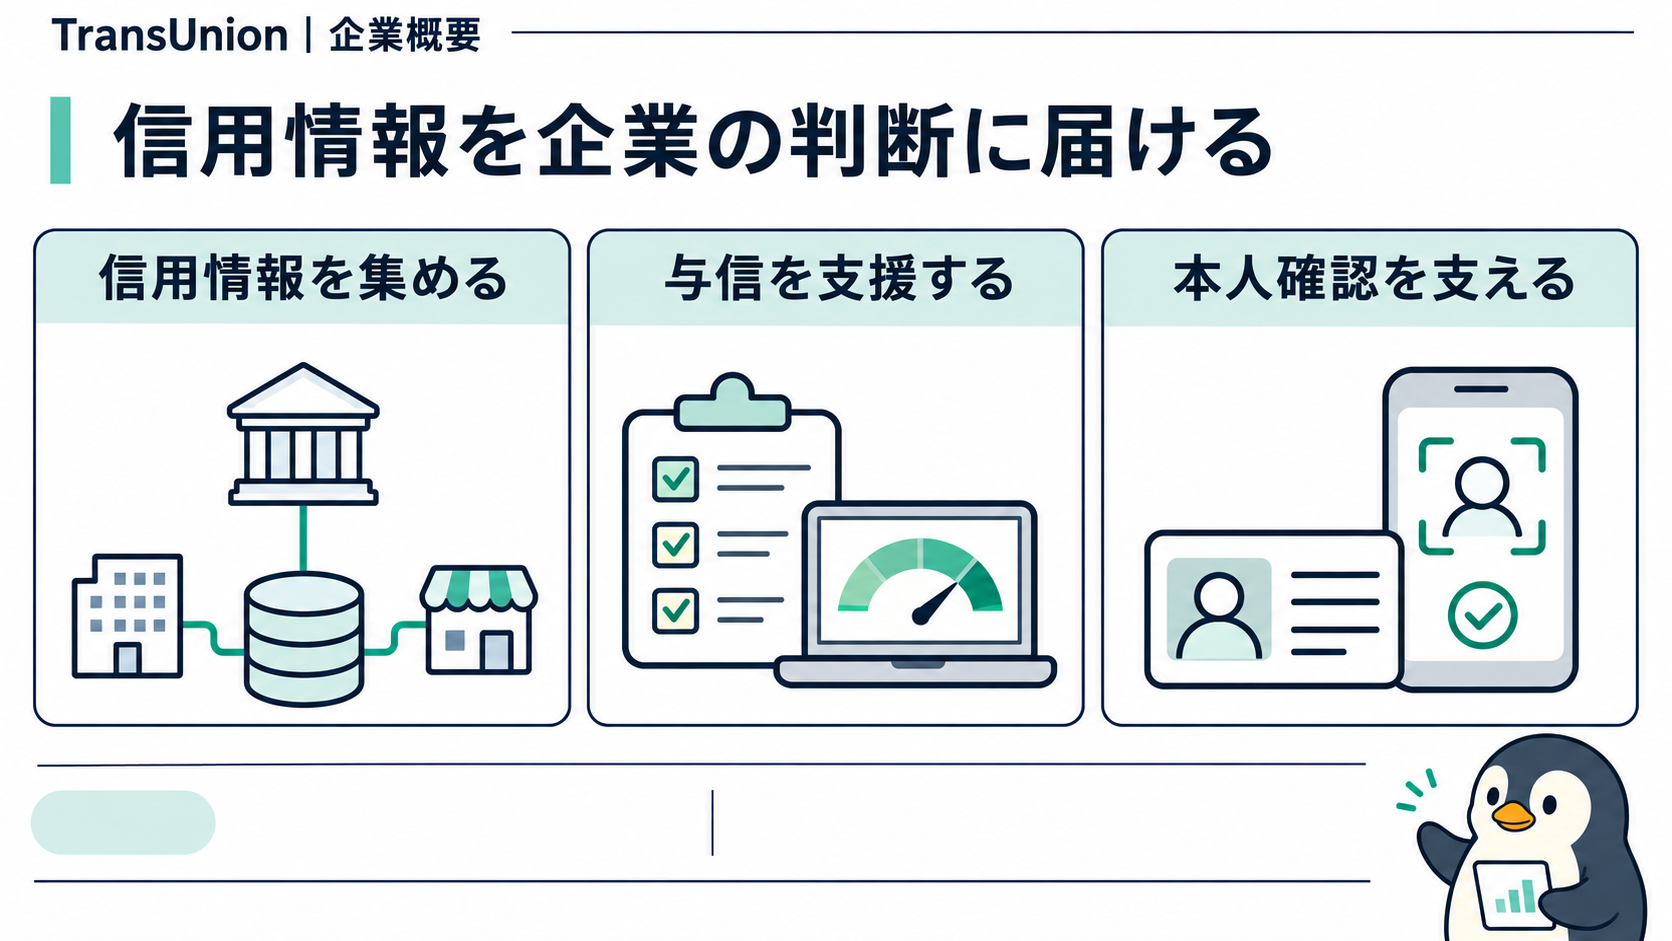 TransUnion | 企業概要
信用情報を企業の判断に届ける
信用情報を集める
与信を支援する
本人確認を支える